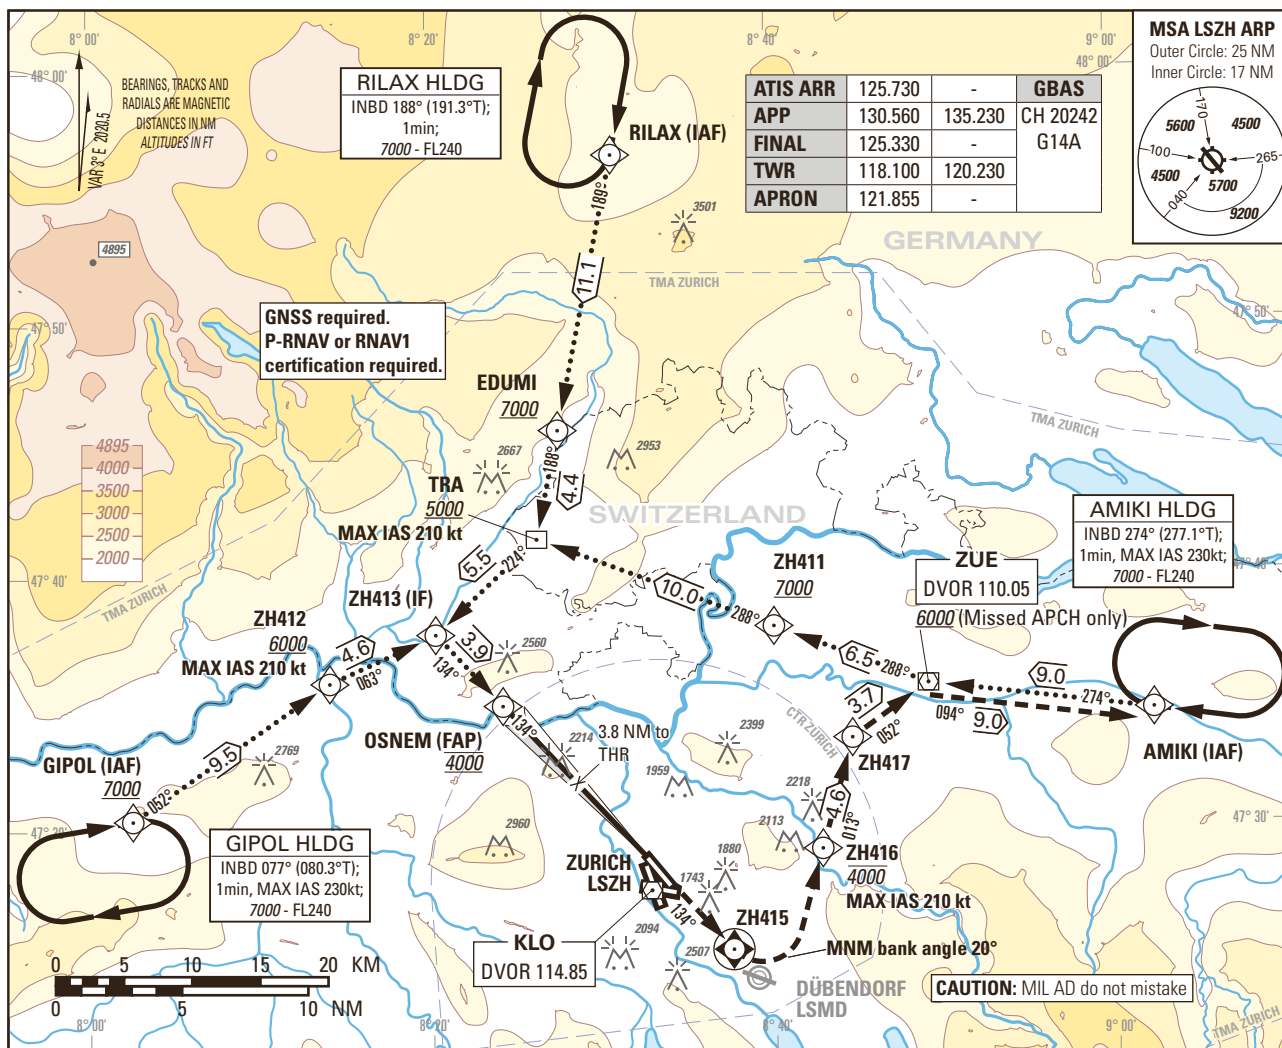 8° 00'
8° 20'
8° 40'
9° 00'
48° 00'
48° 00'
BEARINGS, TRACKS AND
RADIALS ARE MAGNETIC
DISTANCES IN NM
ALTITUDES IN FT
VAR 3° E 2020.5
RILAX HLDG
INBD 188° (191.3°T);
1min;
7000 - FL240
RILAX (IAF)
ATIS ARR 125.730 - GBAS
APP 130.560 135.230 CH 20242
FINAL 125.330 - G14A
TWR 118.100 120.230
APRON 121.855 -
MSA LSZH ARP
Outer Circle: 25 NM
Inner Circle: 17 NM
170
5600
4500
100
265
4500
5700
040
9200
189°
3501
4895
GERMANY
11.1
TMA ZURICH
GNSS required.
P-RNAV or RNAV1
certification required.
47° 50'
47° 50'
EDUMI
7000
TMA ZURICH
4895
4000
3500
3000
2500
2000
2667
188°
2953
4.4
TRA
5000
MAX IAS 210 kt
SWITZERLAND
AMIKI HLDG
INBD 274° (277.1°T);
1min, MAX IAS 230kt;
7000 - FL240
47° 40'
47° 40'
TMA ZURICH
5.5
224°
ZH411
7000
10.0
288°
ZUE
DVOR 110.05
6000 (Missed APCH only)
ZH413 (IF)
ZH412
6000
MAX IAS 210 kt
4.6
063°
3.9
134°
2560
6.5
288°
9.0
274°
094°
9.0
AMIKI (IAF)
3.7
052°
ZH417
CTR ZURICH
OSNEM (FAP)
4000
134°
2214
3.8 NM to
THR
2399
1959
2218
GIPOL (IAF)
7000
9.5
052°
2769
47° 30'
47° 30'
GIPOL HLDG
INBD 077° (080.3°T);
1min, MAX IAS 230kt;
7000 - FL240
2960
2113
4.6
013°
ZH416
4000
MAX IAS 210 kt
ZURICH
LSZH
1880
1743
134°
ZH415
KLO
DVOR 114.85
2094
2507
MNM bank angle 20°
DÜBENDORF
LSMD
CAUTION: MIL AD do not mistake
0 5 10 15 20 KM
0 5 10 NM
8° 00'
8° 20'
8° 40'
9° 00'
TMA ZURICH